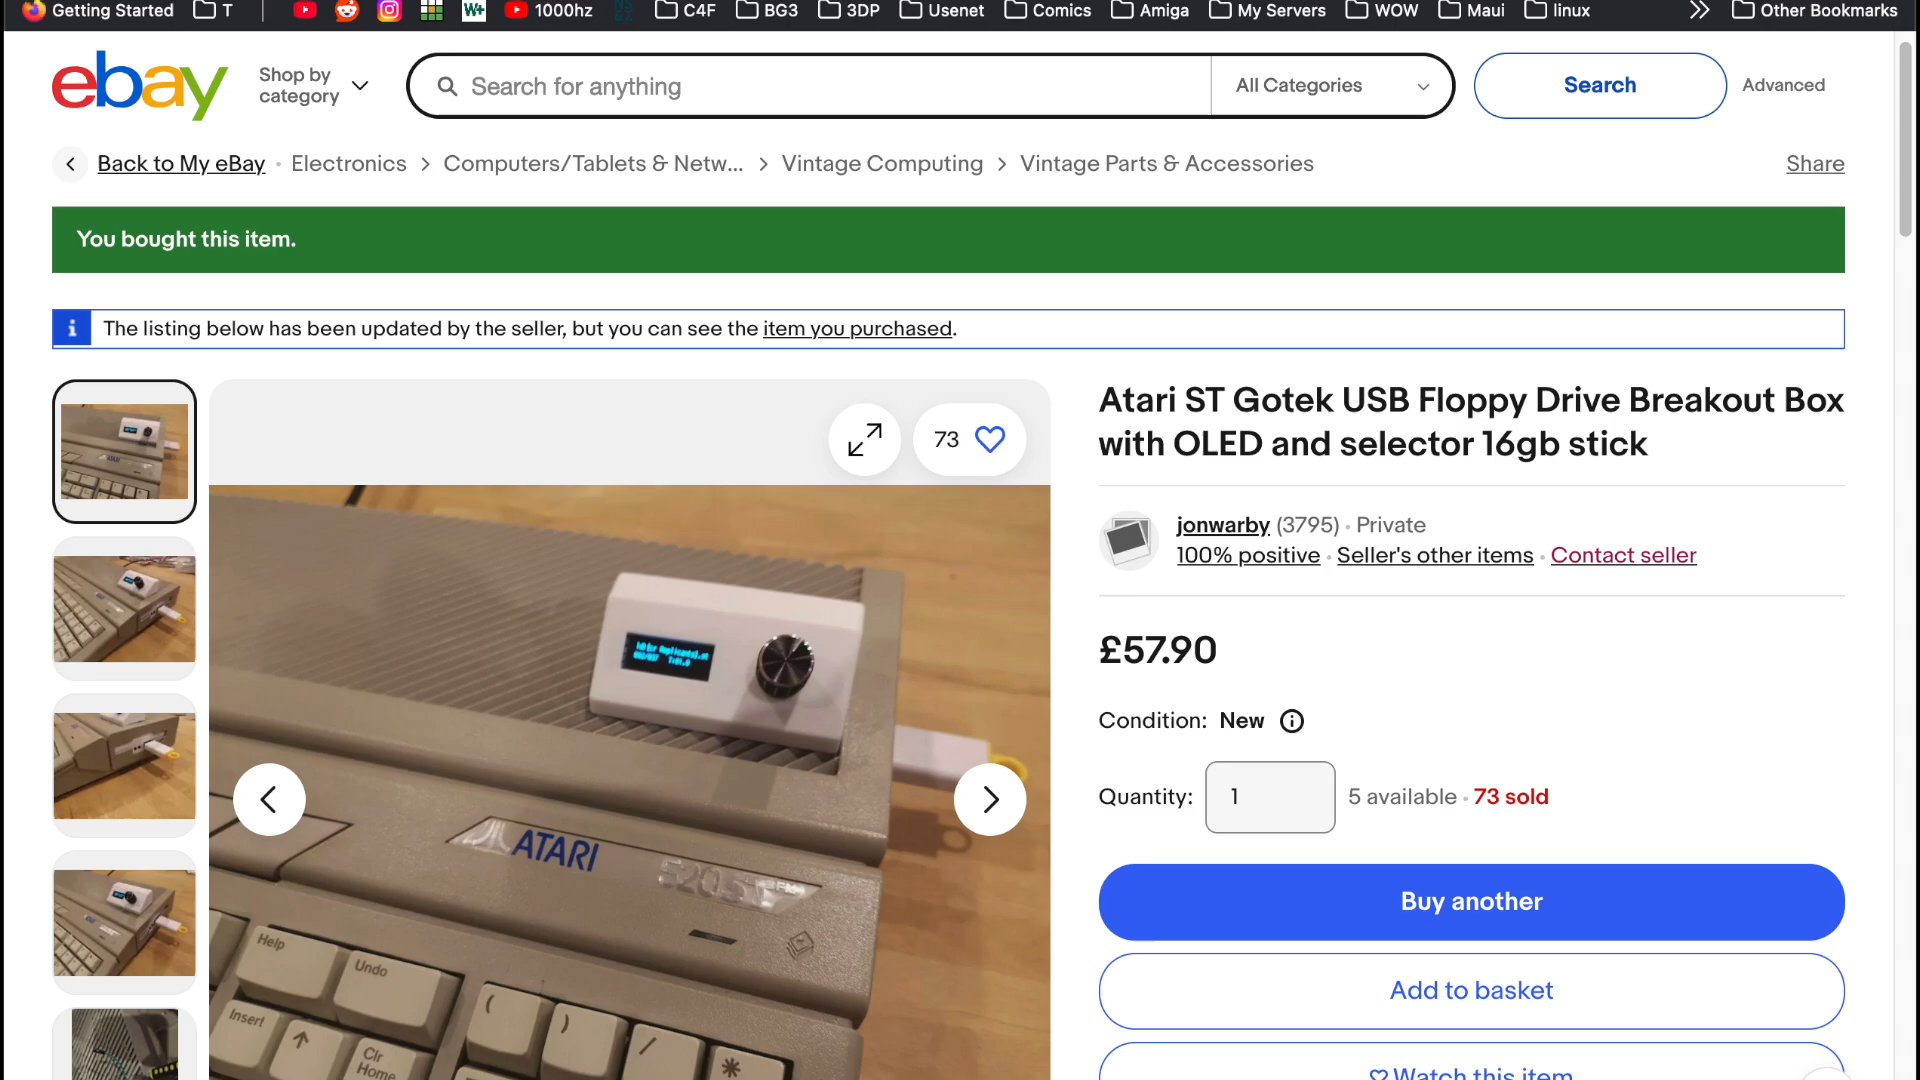 Getting Started T 1000hz C4F BG3 3DP Usenet Comics Amiga My Servers WOW Maui linux Other Bookmarks
ebay
Shop by
category
Search for anything
All Categories
Search
Advanced
Back to My eBay
Electronics
Computers/Tablets & Netw...
Vintage Computing
Vintage Parts & Accessories
Share
You bought this item.
The listing below has been updated by the seller, but you can see the item you purchased.
73
Atari ST Gotek USB Floppy Drive Breakout Box
with OLED and selector 16gb stick
jonwarby (3795) · Private
100% positive · Seller's other items · Contact seller
£57.90
Condition: New
Quantity: 1 5 available · 73 sold
Buy another
Add to basket
Watch this item
ATARI
520ST FM
Help
Undo
Insert
Clr
Home
(
)
/
*